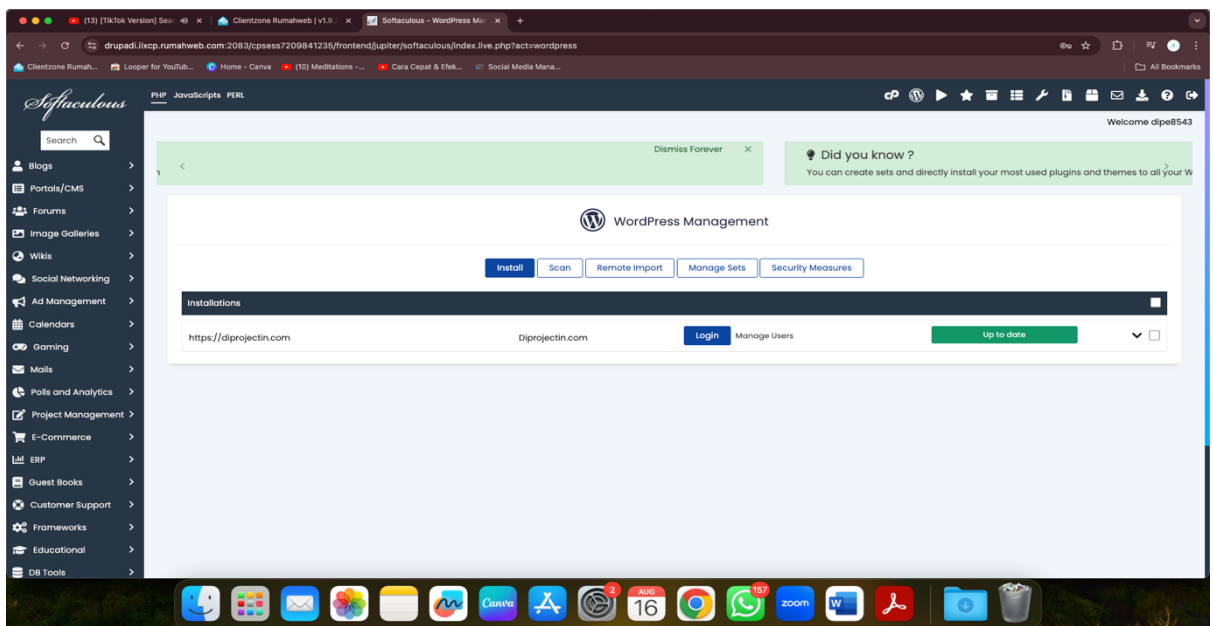 (13) [TikTok Version] Sear
Clientzone Rumahweb | v1.9.
Softaculous - WordPress Man
drupadi.iixcp.rumahweb.com:2083/cpsess7209841235/frontend/jupiter/softaculous/index.live.php?act=wordpress
Clientzone Rumah...
Looper for YouTub...
Home - Canva
(10) Meditations -...
Cara Cepat & Efek...
Social Media Mana...
All Bookmarks
Softaculous
PHP JavaScripts PERL
cP
Welcome dipe8543
Search
Blogs
Portals/CMS
Forums
Image Galleries
Wikis
Social Networking
Ad Management
Calendars
Gaming
Mails
Polls and Analytics
Project Management
E-Commerce
ERP
Guest Books
Customer Support
Frameworks
Educational
DB Tools
Dismiss Forever
Did you know ?
You can create sets and directly install your most used plugins and themes to all your W
WordPress Management
Install Scan Remote Import Manage Sets Security Measures
Installations
https://diprojectin.com Diprojectin.com Login Manage Users Up to date
Canva
2
AUG
16
157
zoom
W